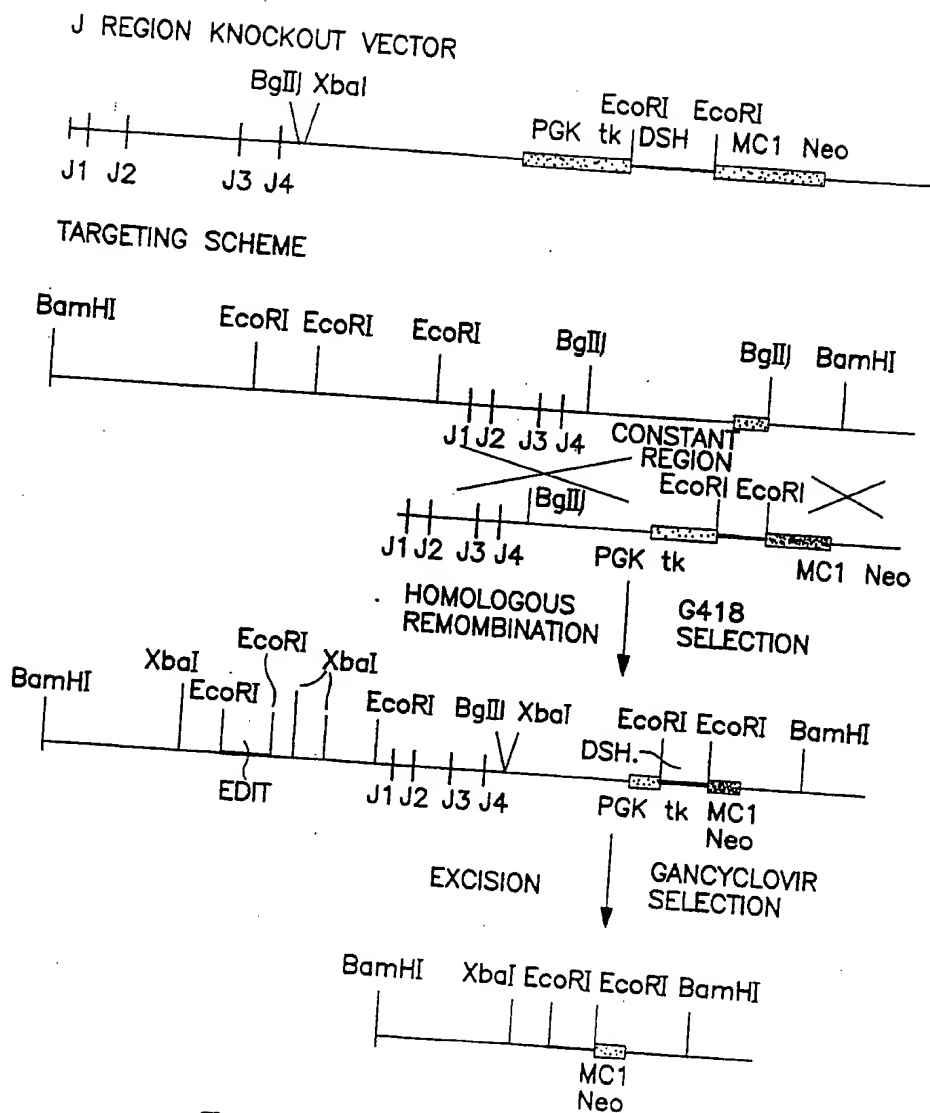 J REGION KNOCKOUT VECTOR
BglII XbaI
EcoRI EcoRI
PGK tk DSH MC1 Neo
J1 J2 J3 J4
TARGETING SCHEME
BamHI EcoRI EcoRI EcoRI BglII BglII BamHI
J1 J2 J3 J4 CONSTANT
REGION
BglII EcoRI EcoRI
J1 J2 J3 J4 PGK tk MC1 Neo
HOMOLOGOUS
REMOMBINATION
G418
SELECTION
EcoRI XbaI
BamHI XbaI EcoRI EcoRI BglII XbaI EcoRI EcoRI BamHI
DSH.
EDIT J1 J2 J3 J4 PGK tk MC1
Neo
EXCISION
GANCYCLOVIR
SELECTION
BamHI XbaI EcoRI EcoRI BamHI
MC1
Neo